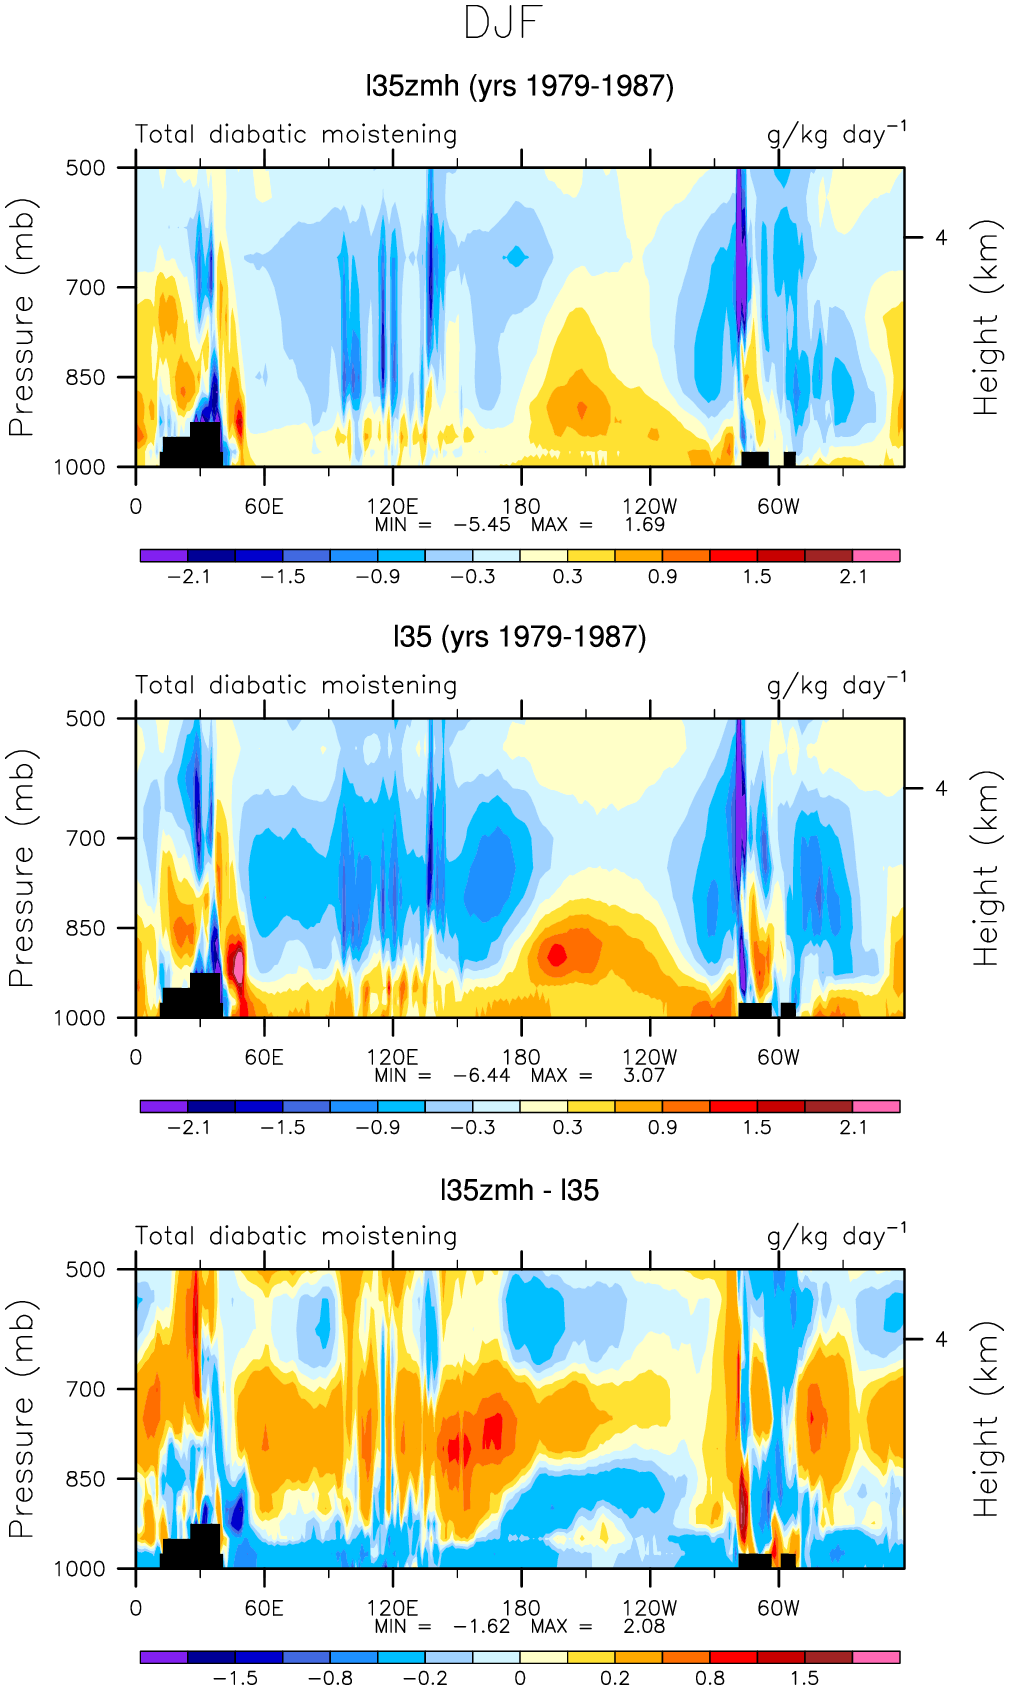 DJF
l35zmh (yrs 1979-1987)
Total diabatic moistening g/kg day⁻¹
500
700
850
1000
Pressure (mb)
4
Height (km)
0 60E 120E 180 120W 60W
MIN = -5.45 MAX = 1.69
-2.1 -1.5 -0.9 -0.3 0.3 0.9 1.5 2.1
l35 (yrs 1979-1987)
Total diabatic moistening g/kg day⁻¹
500
700
850
1000
Pressure (mb)
4
Height (km)
0 60E 120E 180 120W 60W
MIN = -6.44 MAX = 3.07
-2.1 -1.5 -0.9 -0.3 0.3 0.9 1.5 2.1
l35zmh - l35
Total diabatic moistening g/kg day⁻¹
500
700
850
1000
Pressure (mb)
4
Height (km)
0 60E 120E 180 120W 60W
MIN = -1.62 MAX = 2.08
-1.5 -0.8 -0.2 0 0.2 0.8 1.5